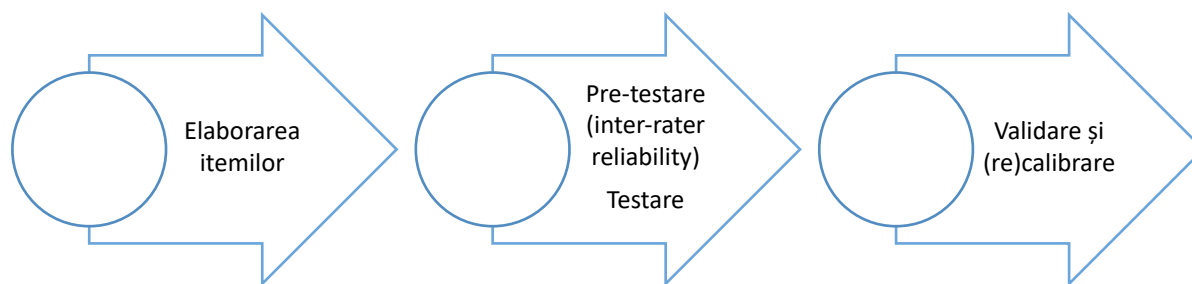 Elaborarea
itemilor
Pre-testare
(inter-rater
reliability)
Testare
Validare și
(re)calibrare